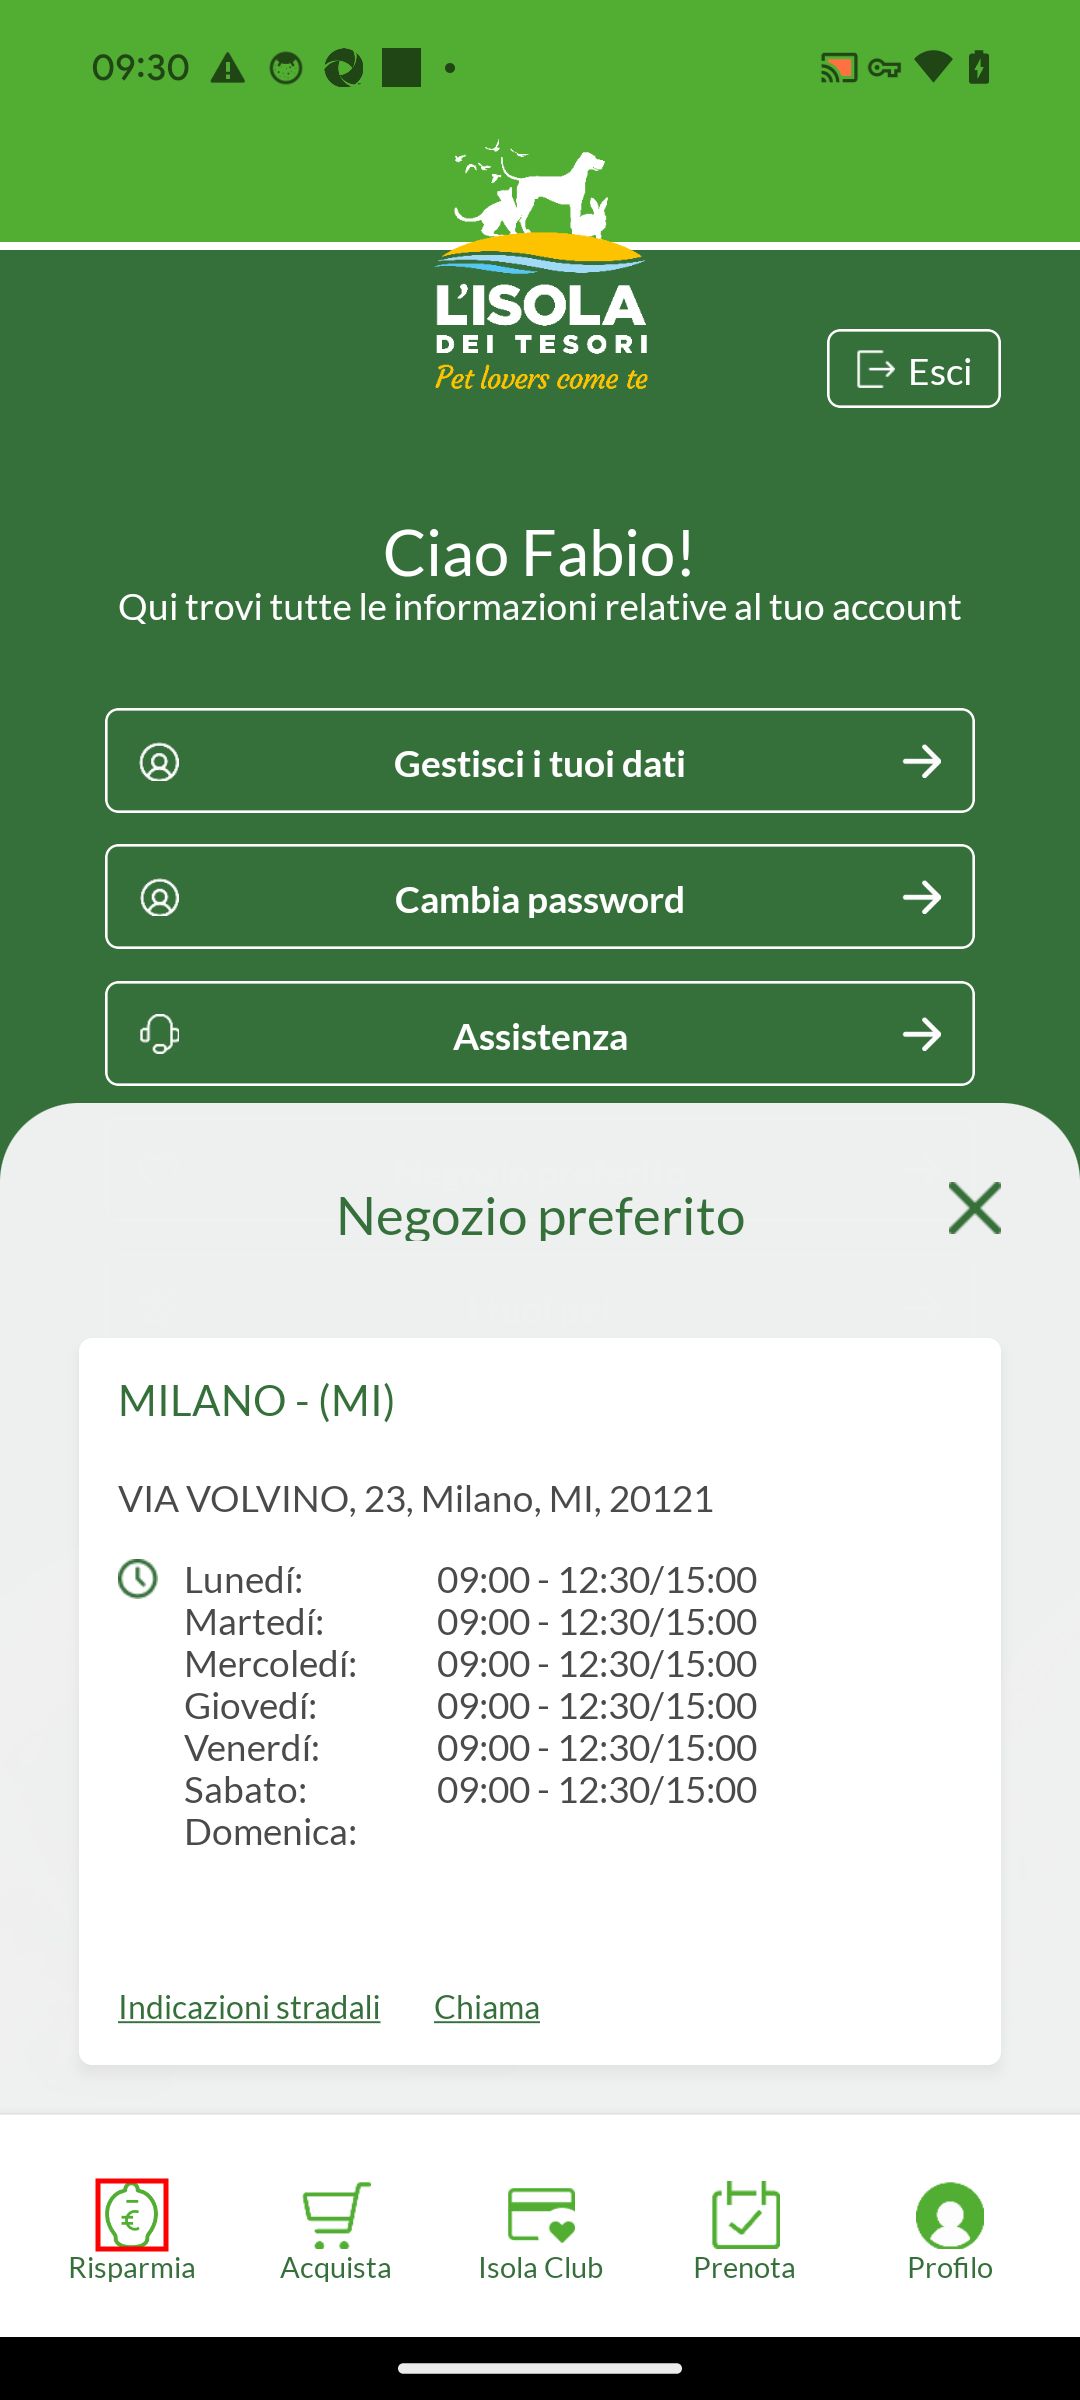 09:30
L'ISOLA
DEI TESORI
Pet lovers come te
Esci
Ciao Fabio!
Qui trovi tutte le informazioni relative al tuo account
Gestisci i tuoi dati
Cambia password
Assistenza
Negozio preferito
Negozio preferito
I tuoi pet
MILANO - (MI)
VIA VOLVINO, 23, Milano, MI, 20121
Lunedí: 09:00 - 12:30/15:00
Martedí: 09:00 - 12:30/15:00
Mercoledí: 09:00 - 12:30/15:00
Giovedí: 09:00 - 12:30/15:00
Venerdí: 09:00 - 12:30/15:00
Sabato: 09:00 - 12:30/15:00
Domenica:
Indicazioni stradali Chiama
€
Risparmia Acquista Isola Club Prenota Profilo